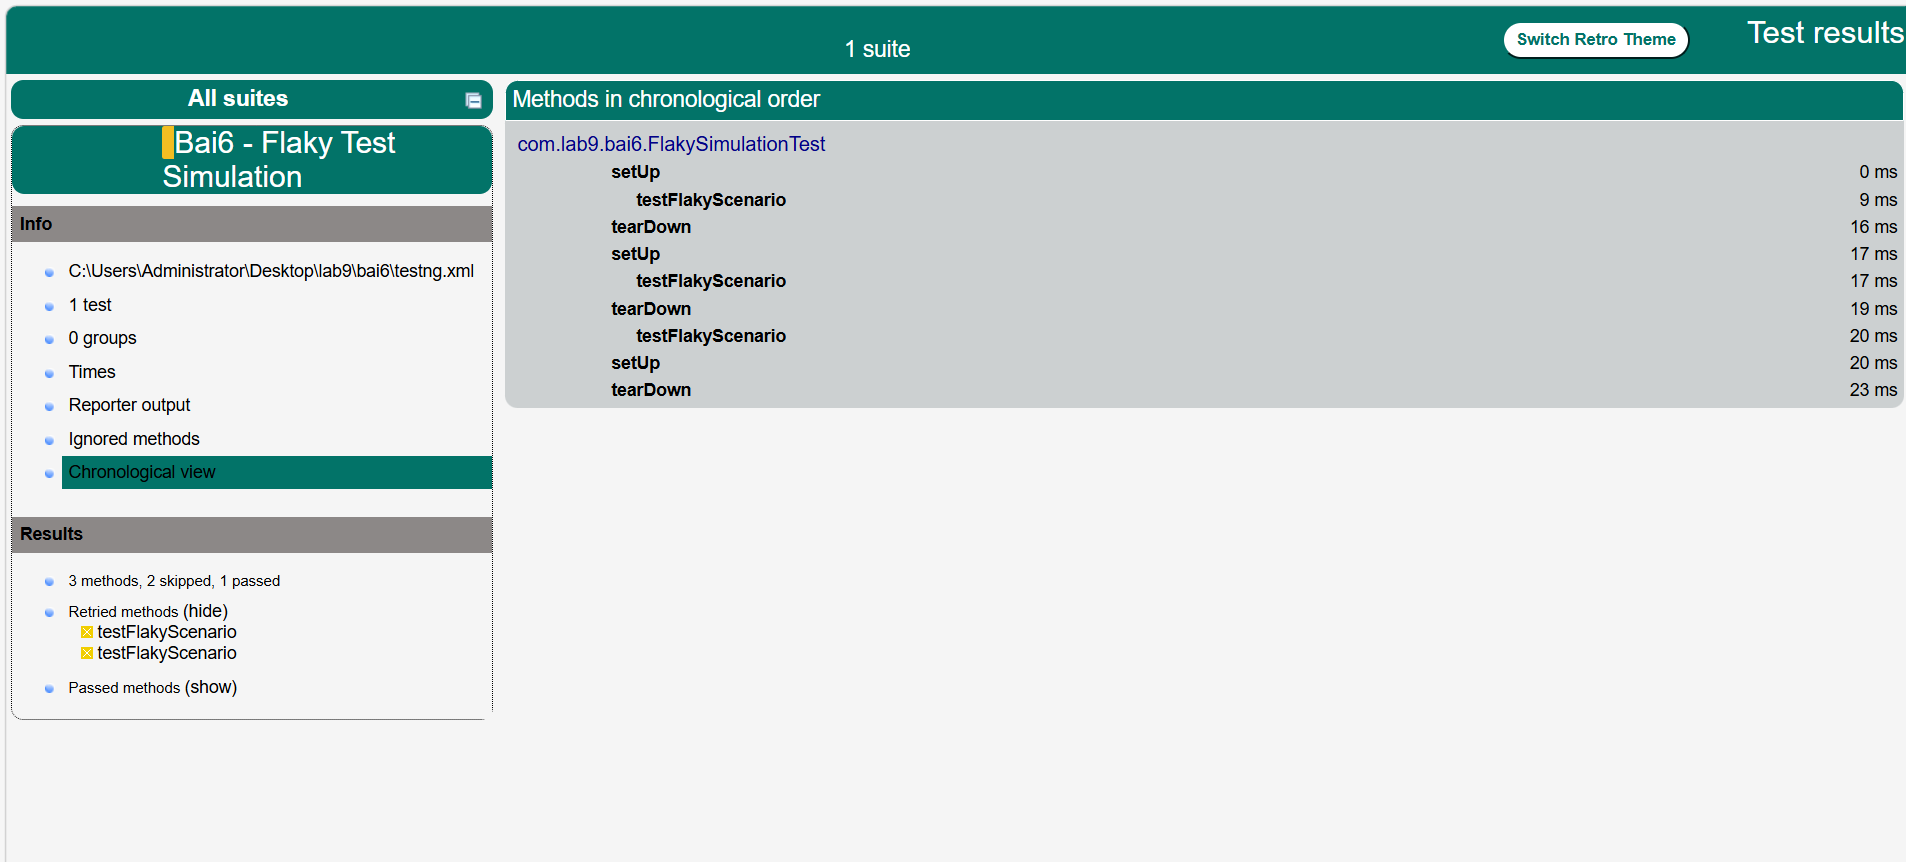 1 suite
Switch Retro Theme
Test results
All suites
Bai6 - Flaky Test
Simulation
Info
C:\Users\Administrator\Desktop\lab9\bai6\testng.xml
1 test
0 groups
Times
Reporter output
Ignored methods
Chronological view
Results
3 methods, 2 skipped, 1 passed
Retried methods (hide)
testFlakyScenario
testFlakyScenario
Passed methods (show)
Methods in chronological order
com.lab9.bai6.FlakySimulationTest
setUp 0 ms
testFlakyScenario 9 ms
tearDown 16 ms
setUp 17 ms
testFlakyScenario 17 ms
tearDown 19 ms
testFlakyScenario 20 ms
setUp 20 ms
tearDown 23 ms